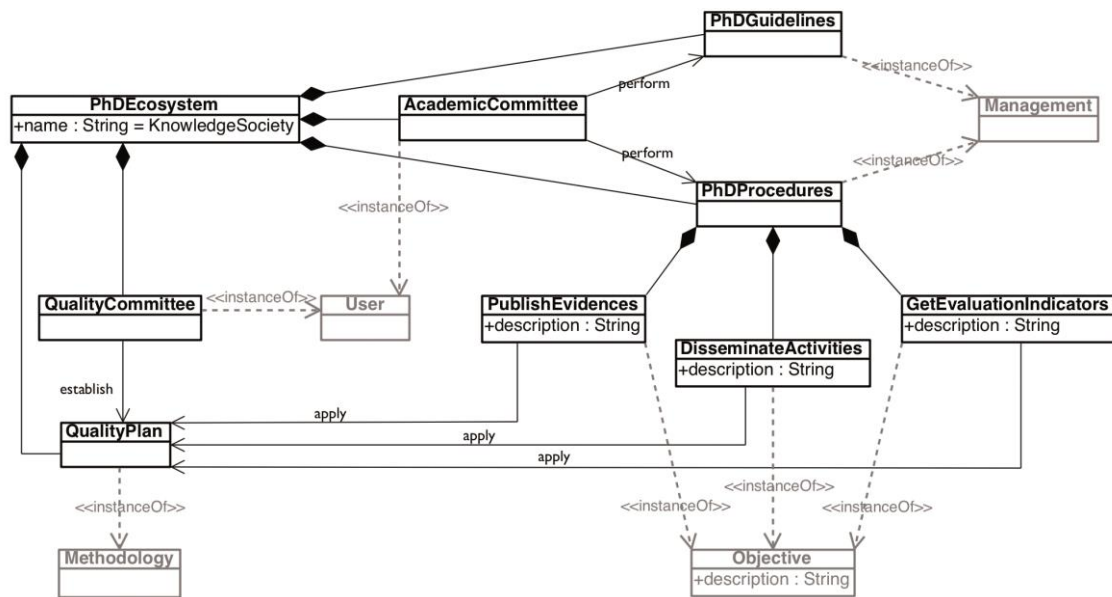 PhDGuidelines
<<instanceOf>>
perform
PhDEcosystem
+name : String = KnowledgeSociety
AcademicCommittee
Management
perform
<<instanceOf>>
PhDProcedures
<<instanceOf>>
QualityCommittee
<<instanceOf>>
User
PublishEvidences
+description : String
GetEvaluationIndicators
+description : String
DisseminateActivities
+description : String
establish
apply
QualityPlan
apply
apply
<<instanceOf>>
<<instanceOf>>
<<instanceOf>>
<<instanceOf>>
Methodology
Objective
+description : String